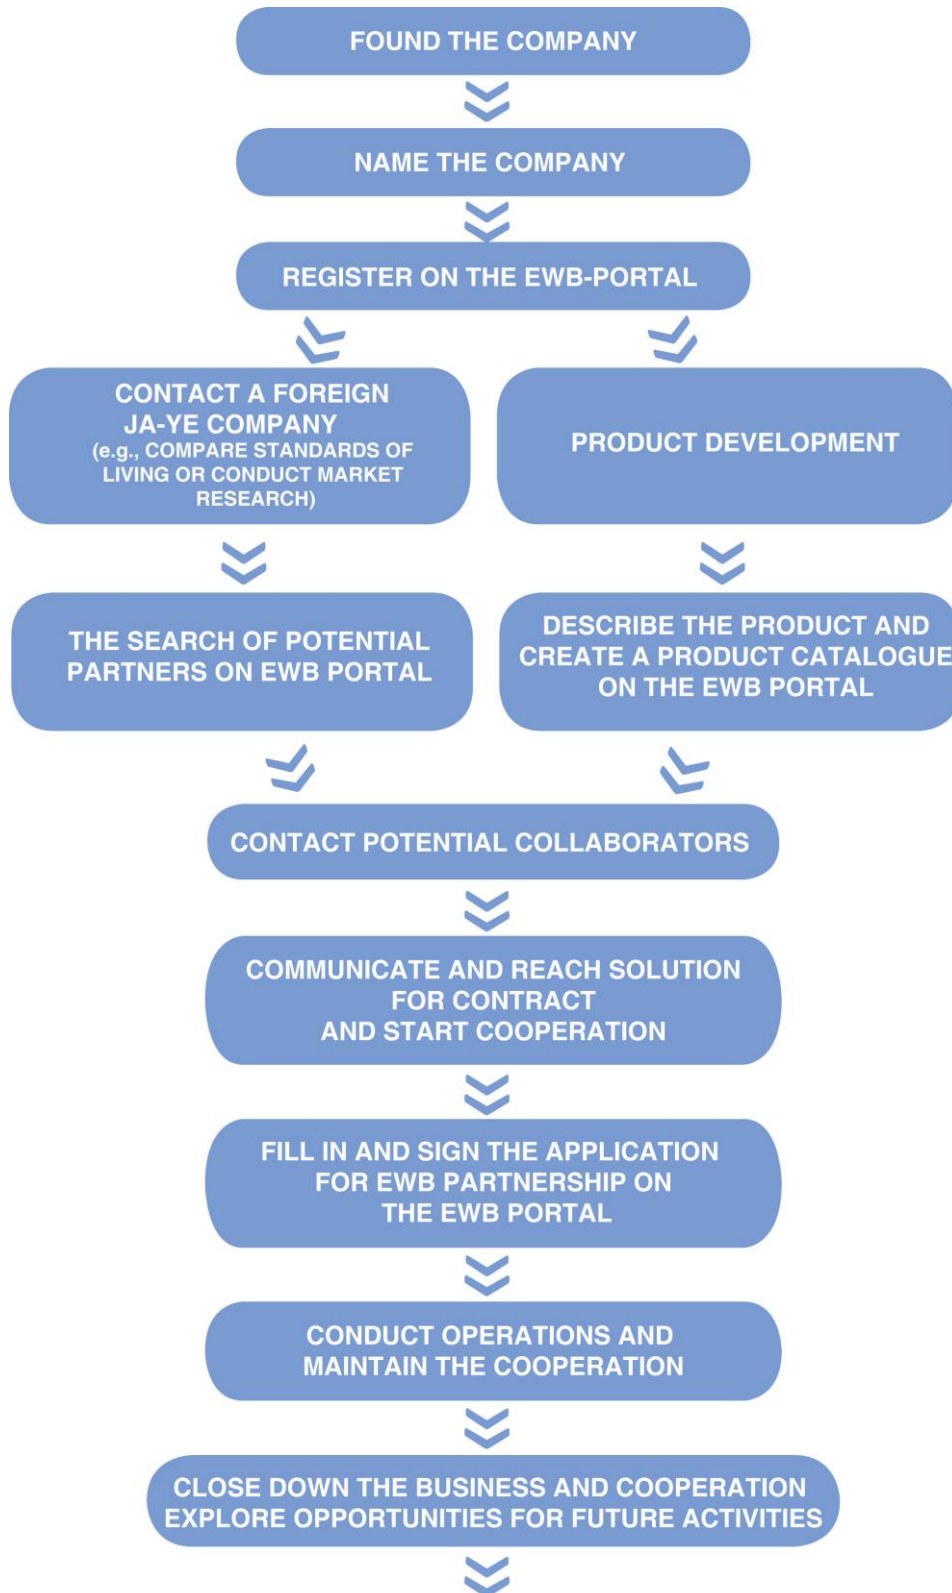 FOUND THE COMPANY
NAME THE COMPANY
REGISTER ON THE EWB-PORTAL
CONTACT A FOREIGN
JA-YE COMPANY
(e.g., COMPARE STANDARDS OF
LIVING OR CONDUCT MARKET
RESEARCH)
PRODUCT DEVELOPMENT
THE SEARCH OF POTENTIAL
PARTNERS ON EWB PORTAL
DESCRIBE THE PRODUCT AND
CREATE A PRODUCT CATALOGUE
ON THE EWB PORTAL
CONTACT POTENTIAL COLLABORATORS
COMMUNICATE AND REACH SOLUTION
FOR CONTRACT
AND START COOPERATION
FILL IN AND SIGN THE APPLICATION
FOR EWB PARTNERSHIP ON
THE EWB PORTAL
CONDUCT OPERATIONS AND
MAINTAIN THE COOPERATION
CLOSE DOWN THE BUSINESS AND COOPERATION
EXPLORE OPPORTUNITIES FOR FUTURE ACTIVITIES